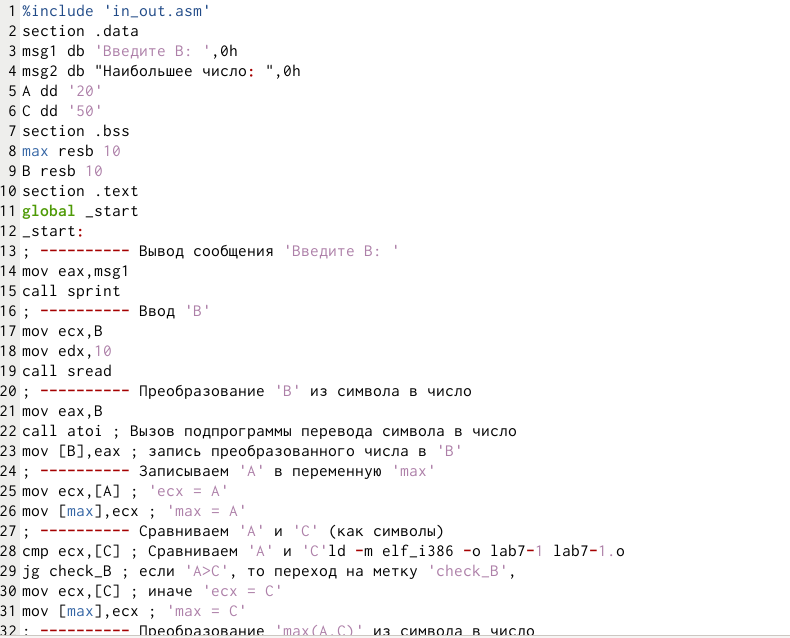 1 %include 'in_out.asm'
2 section .data
3 msg1 db 'Введите B: ',0h
4 msg2 db "Наибольшее число: ",0h
5 A dd '20'
6 C dd '50'
7 section .bss
8 max resb 10
9 B resb 10
10 section .text
11 global _start
12 _start:
13 ; ---------- Вывод сообщения 'Введите B: '
14 mov eax,msg1
15 call sprint
16 ; ---------- Ввод 'B'
17 mov ecx,B
18 mov edx,10
19 call sread
20 ; ---------- Преобразование 'B' из символа в число
21 mov eax,B
22 call atoi ; Вызов подпрограммы перевода символа в число
23 mov [B],eax ; запись преобразованного числа в 'B'
24 ; ---------- Записываем 'A' в переменную 'max'
25 mov ecx,[A] ; 'ecx = A'
26 mov [max],ecx ; 'max = A'
27 ; ---------- Сравниваем 'A' и 'С' (как символы)
28 cmp ecx,[C] ; Сравниваем 'A' и 'С'ld -m elf_i386 -o lab7-1 lab7-1.o
29 jg check_B ; если 'A>C', то переход на метку 'check_B',
30 mov ecx,[C] ; иначе 'ecx = C'
31 mov [max],ecx ; 'max = C'
32 ; ---------- Преобразование 'max(A,C)' из символа в число